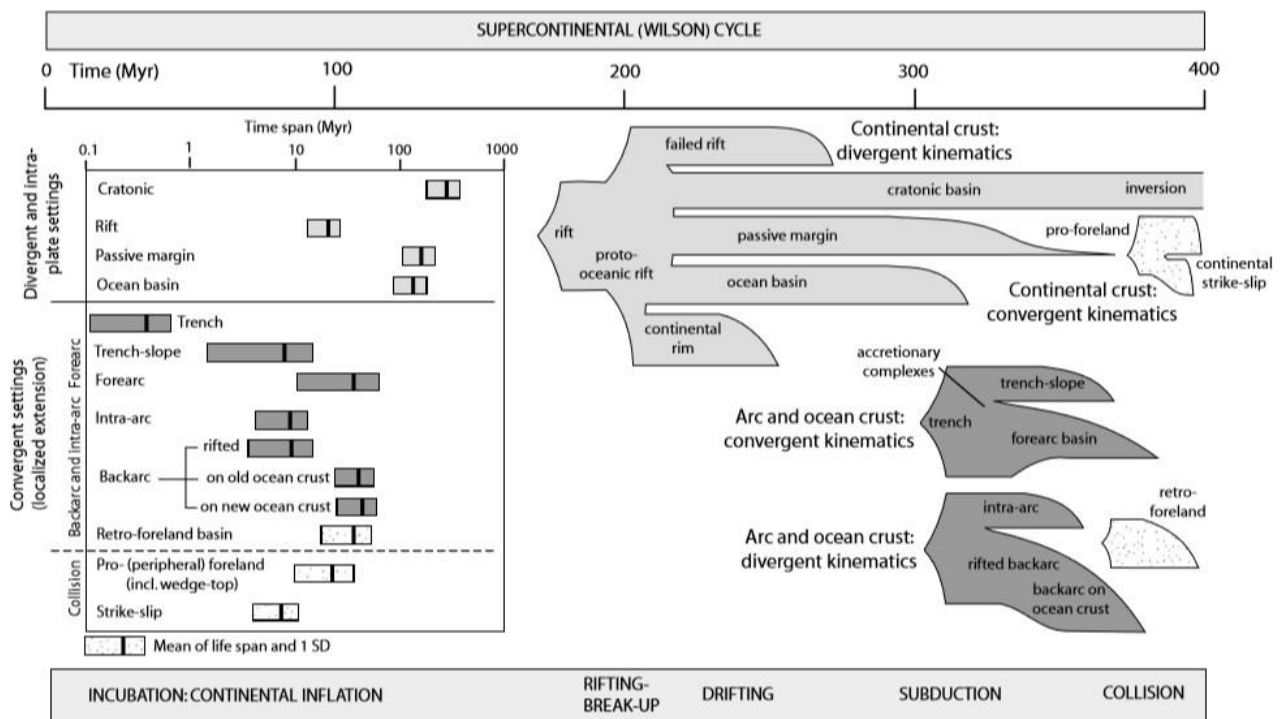 SUPERCONTINENTAL (WILSON) CYCLE
0 Time (Myr) 100 200 300 400
Time span (Myr)
0.1 1 10 100 1000
Divergent and intra-
plate settings
Cratonic
Rift
Passive margin
Ocean basin
Convergent settings
(localized extension)
Forearc
Trench
Trench-slope
Forearc
Backarc and intra-arc
Intra-arc
rifted
Backarc
on old ocean crust
on new ocean crust
Retro-foreland basin
Collision
Pro- (peripheral) foreland
(incl. wedge-top)
Strike-slip
Mean of life span and 1 SD
failed rift
Continental crust:
divergent kinematics
cratonic basin
inversion
rift
proto-
oceanic rift
passive margin
pro-foreland
continental
strike-slip
ocean basin
Continental crust:
convergent kinematics
continental
rim
accretionary
complexes
trench-slope
Arc and ocean crust:
convergent kinematics
trench
forearc basin
intra-arc
retro-
foreland
Arc and ocean crust:
divergent kinematics
rifted backarc
backarc on
ocean crust
INCUBATION: CONTINENTAL INFLATION
RIFTING-
BREAK-UP
DRIFTING
SUBDUCTION
COLLISION